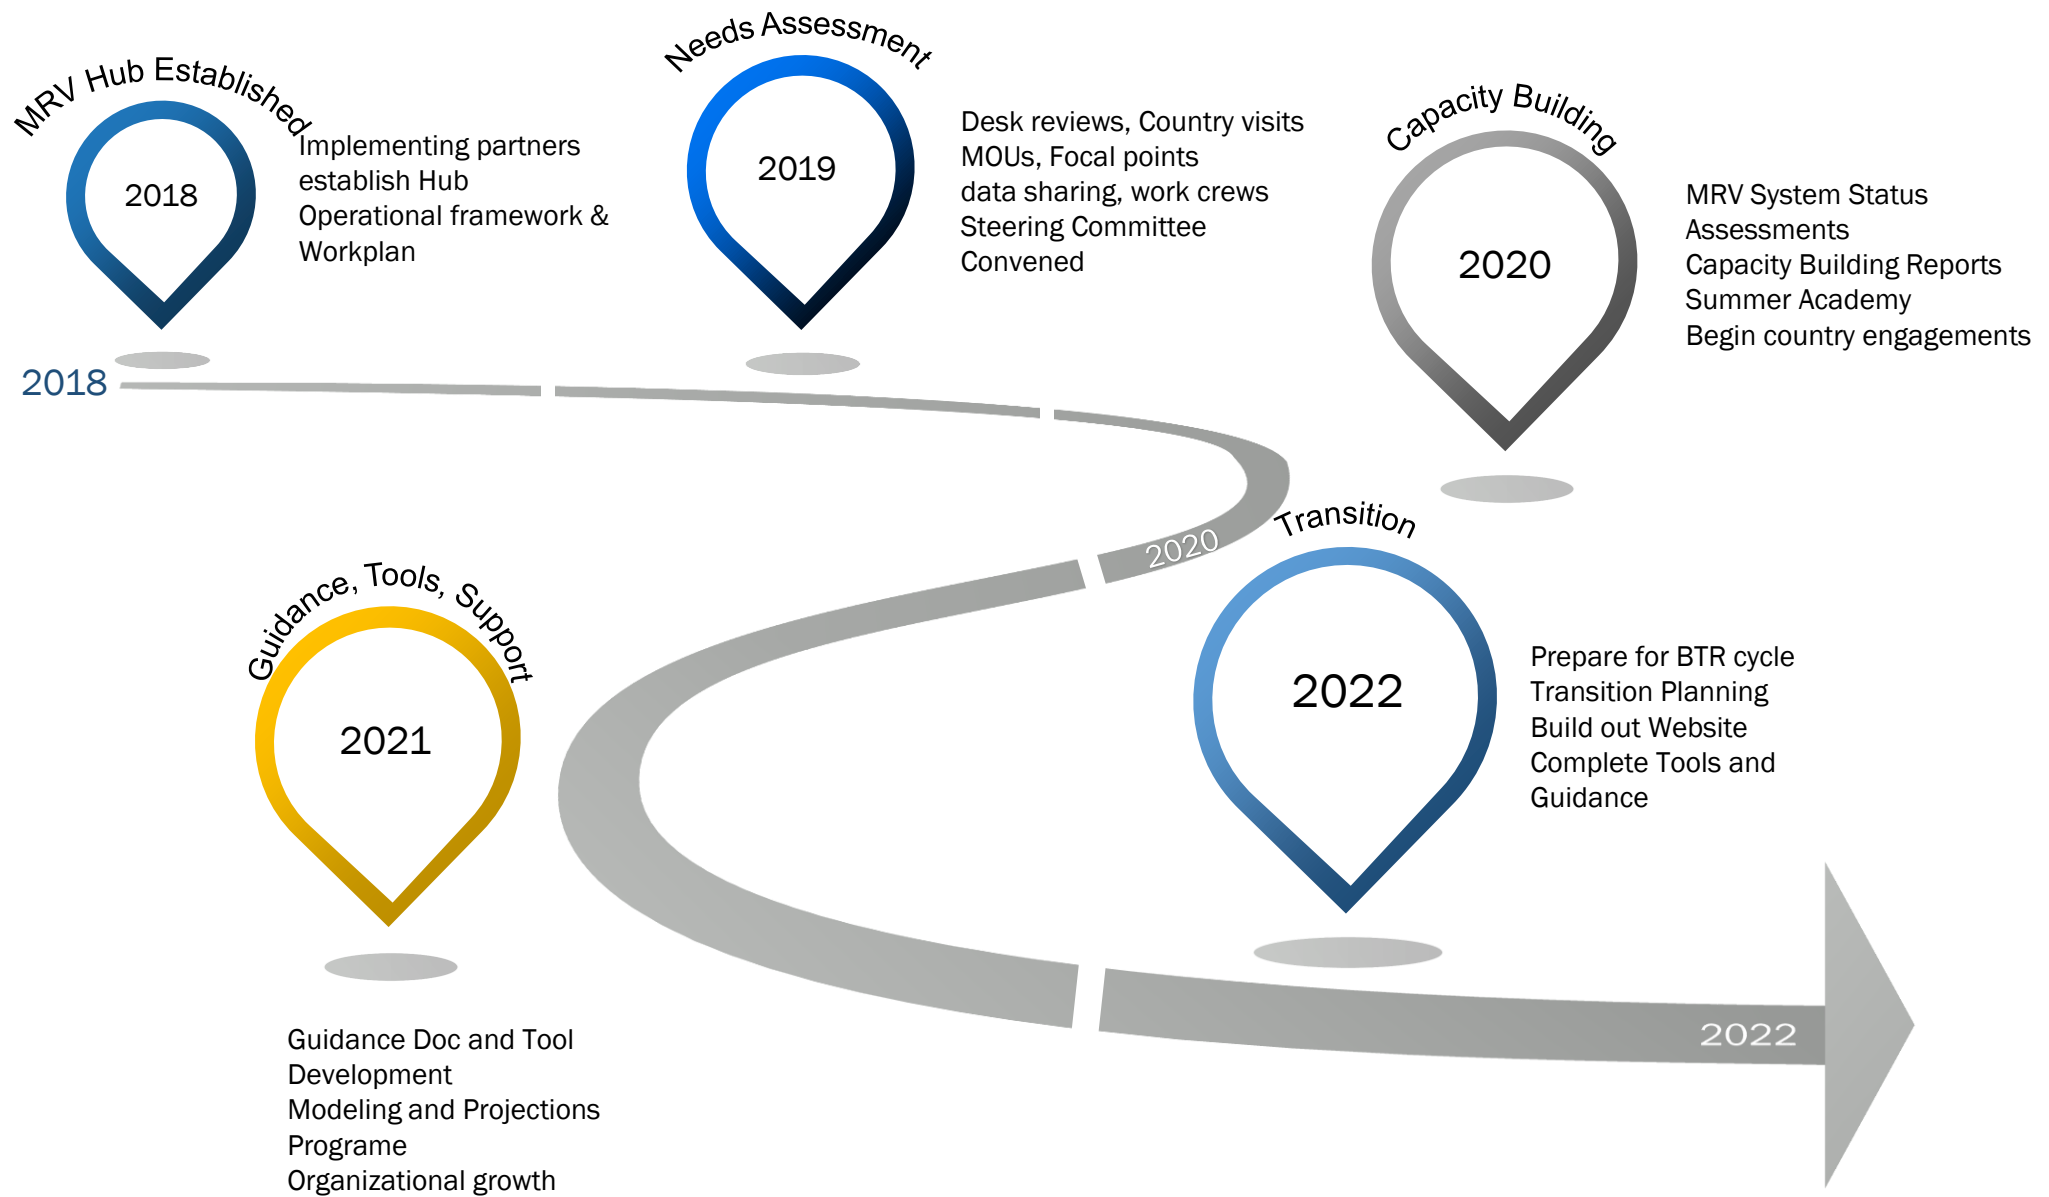 MRV Hub Established
2018
Implementing partners
establish Hub
Operational framework &
Workplan
Needs Assessment
2019
Desk reviews, Country visits
MOUs, Focal points
data sharing, work crews
Steering Committee
Convened
Capacity Building
2020
MRV System Status
Assessments
Capacity Building Reports
Summer Academy
Begin country engagements
2018
2020
Guidance, Tools, Support
2021
Guidance Doc and Tool
Development
Modeling and Projections
Programe
Organizational growth
Transition
2022
Prepare for BTR cycle
Transition Planning
Build out Website
Complete Tools and
Guidance
2022